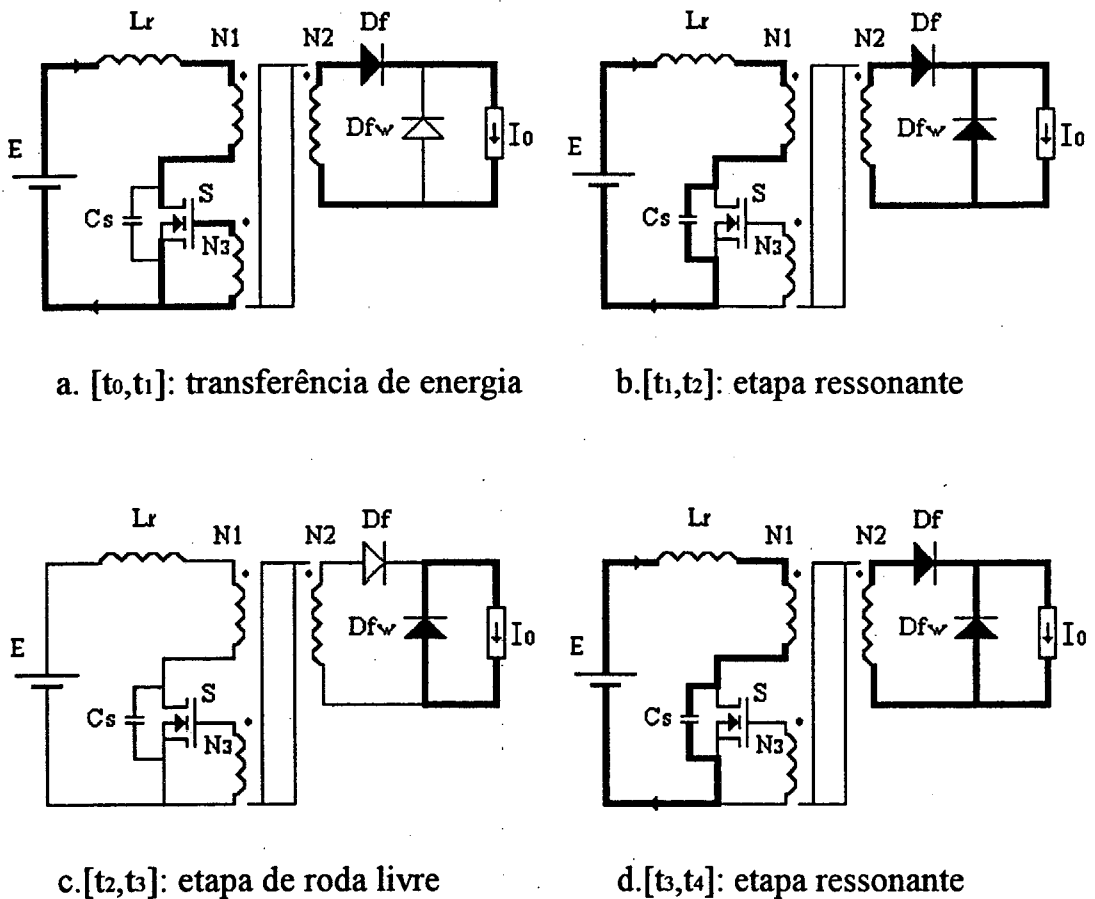 Lr N1 N2 Df
E Cs S N3 Dfw I0
Lr N1 N2 Df
E Cs S N3 Dfw I0
a. [t0,t1]: transferência de energia
b.[t1,t2]: etapa ressonante
Lr N1 N2 Df
E Cs S N3 Dfw I0
Lr N1 N2 Df
E Cs S N3 Dfw I0
c.[t2,t3]: etapa de roda livre
d.[t3,t4]: etapa ressonante